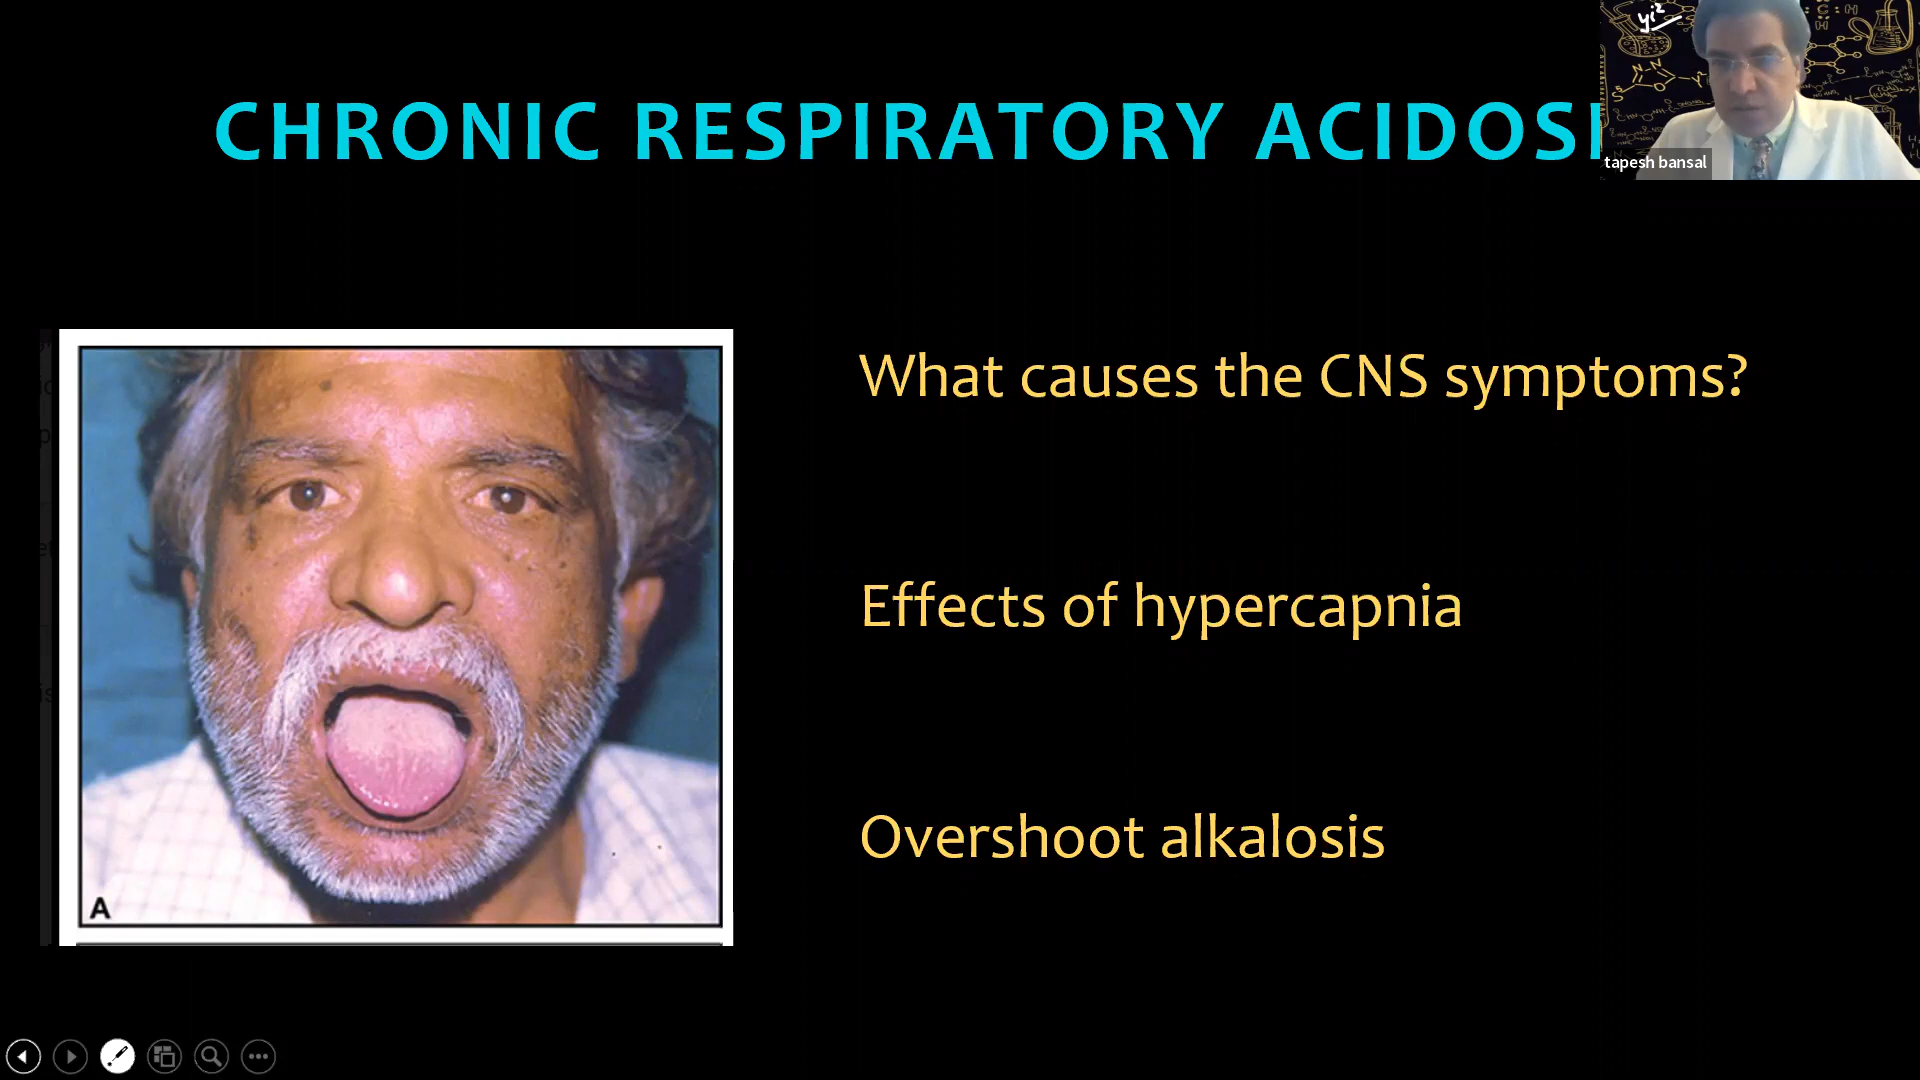 CHRONIC RESPIRATORY ACIDOSI
tapesh bansal
What causes the CNS symptoms?
Effects of hypercapnia
Overshoot alkalosis
A